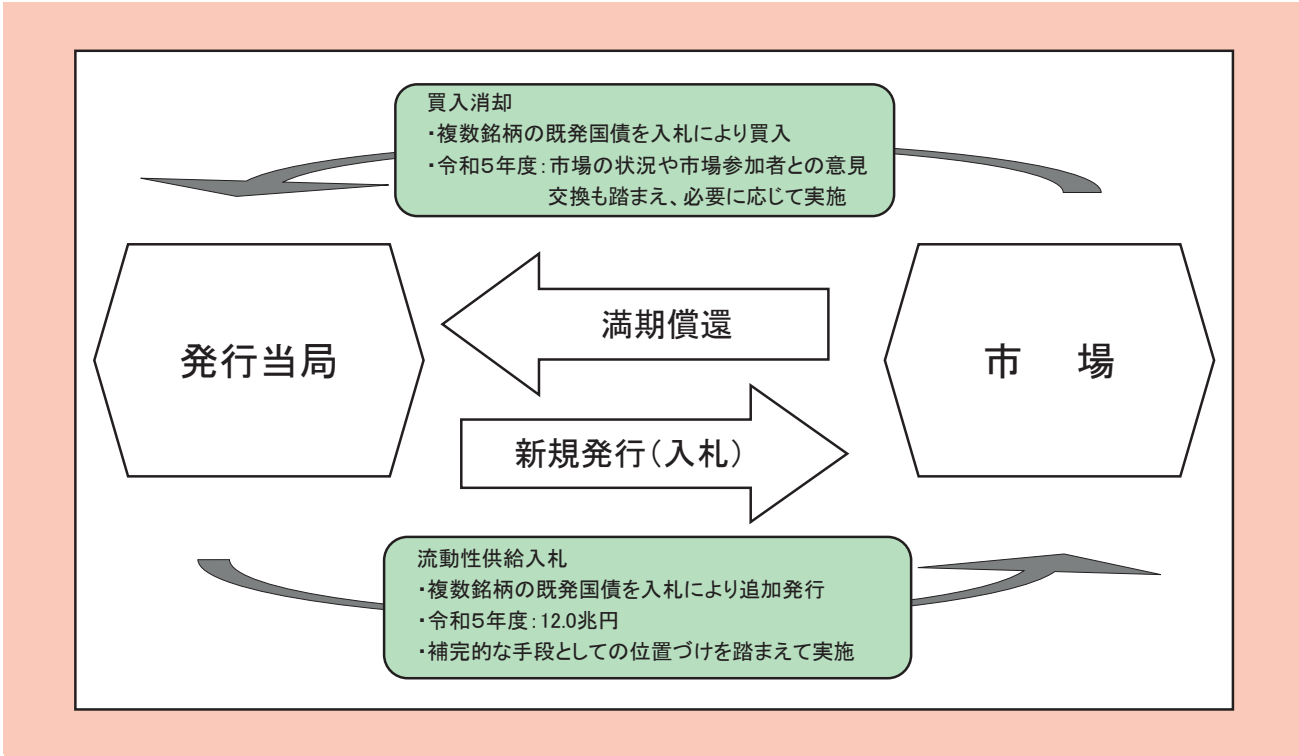 買入消却
・複数銘柄の既発国債を入札により買入
・令和5年度：市場の状況や市場参加者との意見
交換も踏まえ、必要に応じて実施
満期償還
発行当局
市　場
新規発行（入札）
流動性供給入札
・複数銘柄の既発国債を入札により追加発行
・令和5年度：12.0兆円
・補完的な手段としての位置づけを踏まえて実施